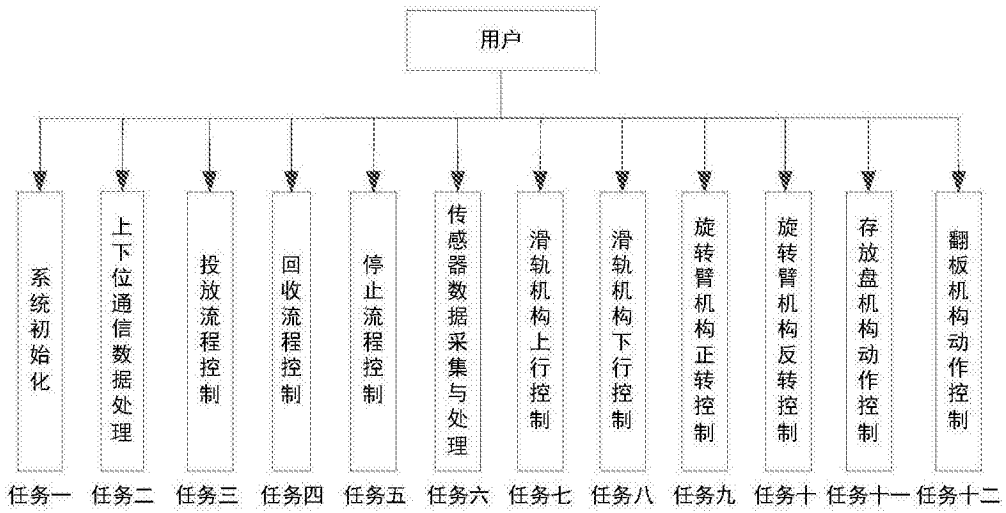 用户
系统初始化
上下位通信数据处理
投放流程控制
回收流程控制
停止流程控制
传感器数据采集与处理
滑轨机构上行控制
滑轨机构下行控制
旋转臂机构正转控制
旋转臂机构反转控制
存放盘机构动作控制
翻板机构动作控制
任务一
任务二
任务三
任务四
任务五
任务六
任务七
任务八
任务九
任务十
任务十一
任务十二